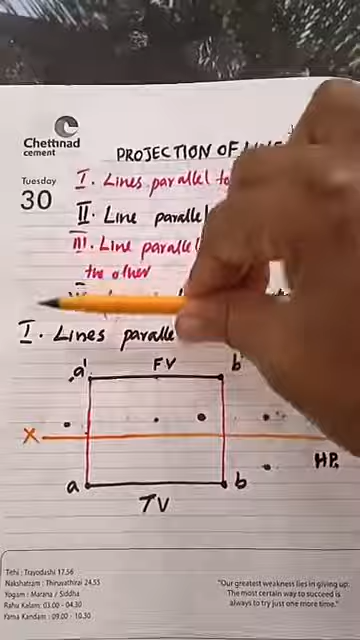 Chettinad
cement
PROJECTION OF
Tuesday
30
I. Lines parallel to
II. Line parallel
III. Line parallel
the other
I. Lines paralle
a' FV b'
X
HP
a b
TV
Tithi : Trayodashi 17.56
Nakshatram : Thiruvathirai 24.55
Yogam : Marana / Siddha
Rahu Kalam: 03.00 - 04.30
Yama Kandam : 09.00 - 10.30
"Our greatest weakness lies in giving up.
The most certain way to succeed is
always to try just one more time."